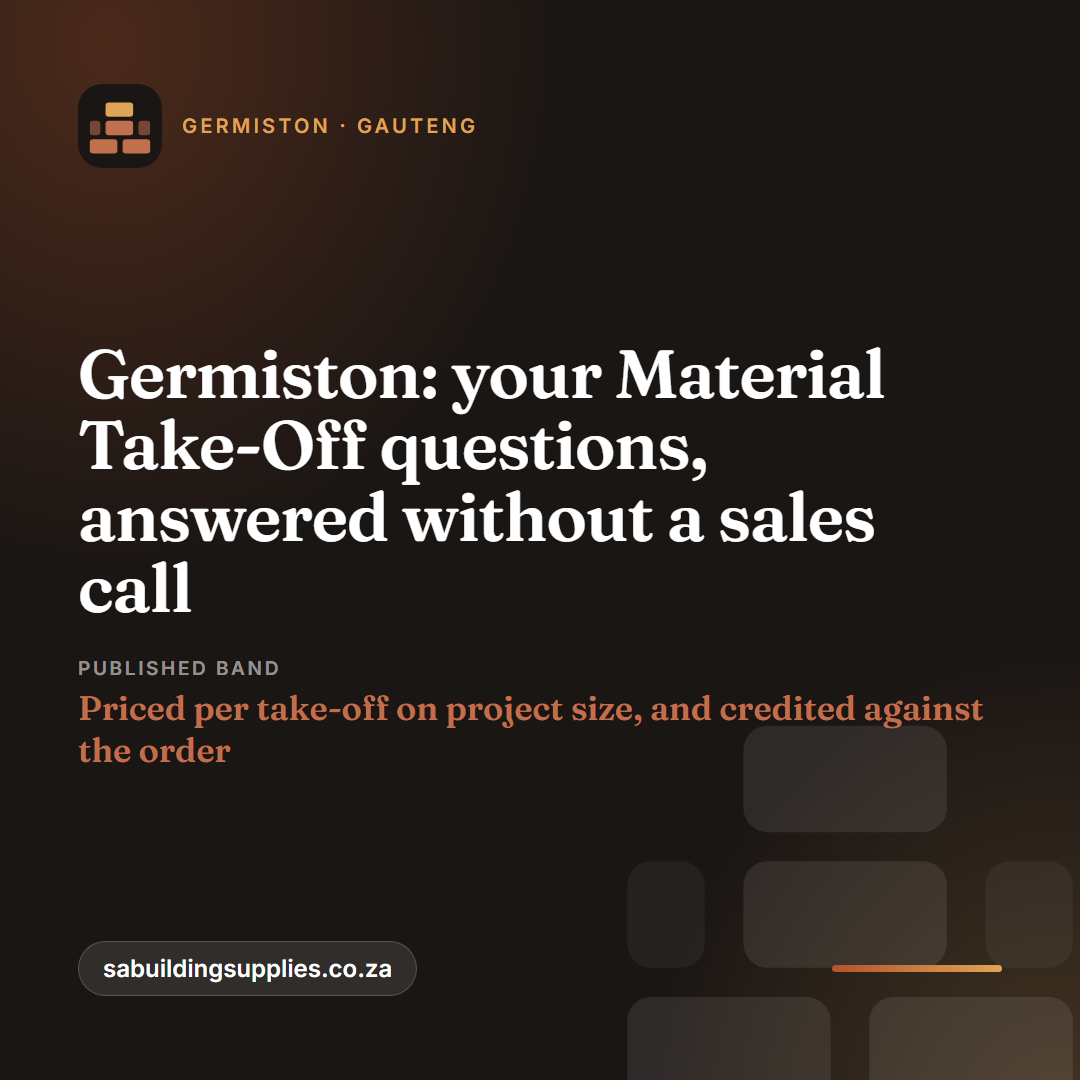 GERMISTON · GAUTENG
Germiston: your Material
Take-Off questions,
answered without a sales
call
PUBLISHED BAND
Priced per take-off on project size, and credited against
the order
sabuildingsupplies.co.za